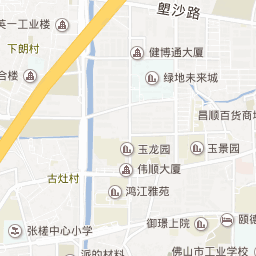 塱沙路
英一工业楼
下朗村
健博通大厦
合楼
绿地未来城
昌顺百货商场
玉龙园
玉景园
伟顺大厦
古灶村
鸿江雅苑
御璟上院
颐德
张槎中心小学
佛山市工业学校
派的材料